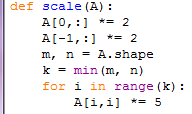 def scale(A):
    A[0,:] *= 2
    A[-1,:] *= 2
    m, n = A.shape
    k = min(m, n)
    for i in range(k):
        A[i,i] *= 5